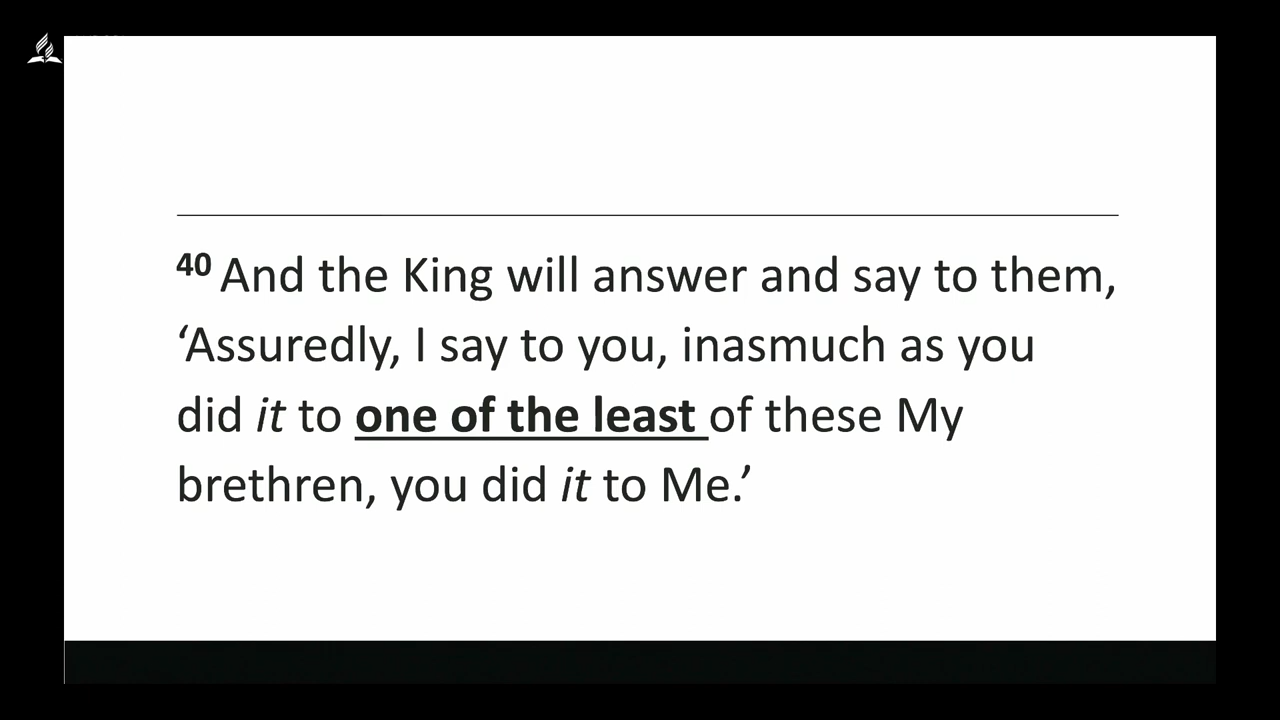 40 And the King will answer and say to them,
‘Assuredly, I say to you, inasmuch as you
did it to one of the least of these My
brethren, you did it to Me.’